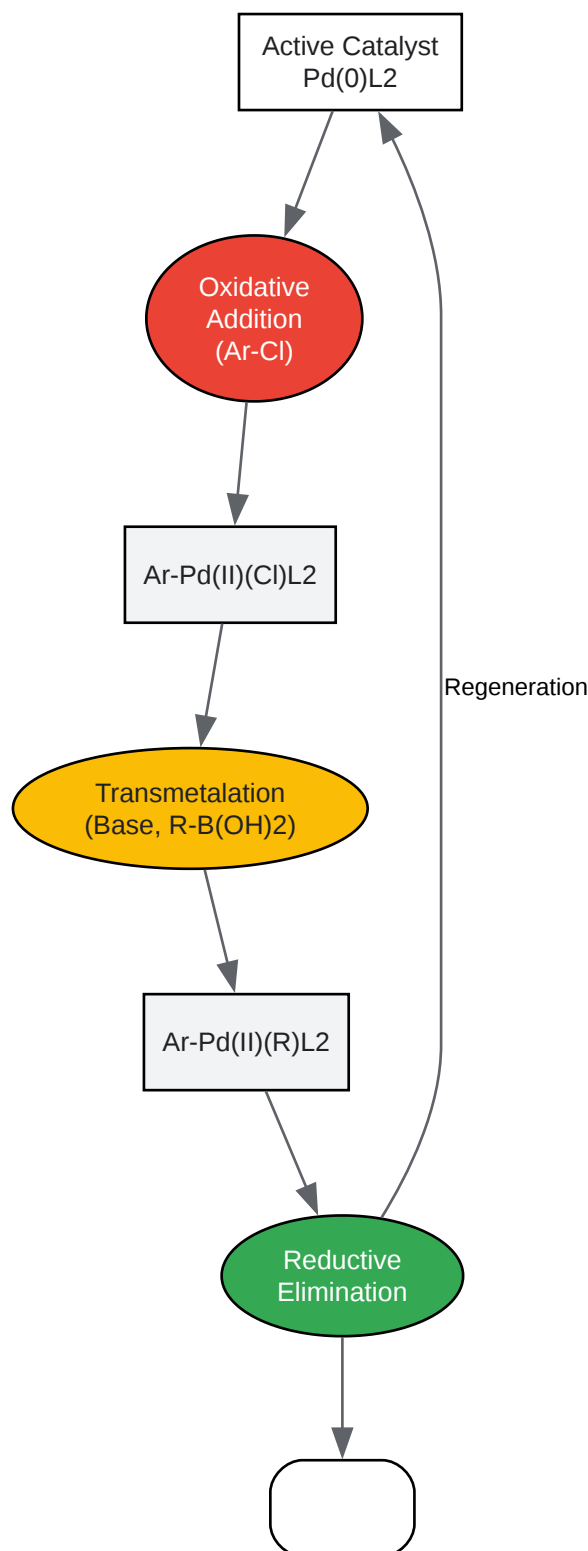 Active Catalyst
Pd(0)L2
Oxidative
Addition
(Ar-Cl)
Ar-Pd(II)(Cl)L2
Regeneration
Transmetalation
(Base, R-B(OH)2)
Ar-Pd(II)(R)L2
Reductive
Elimination